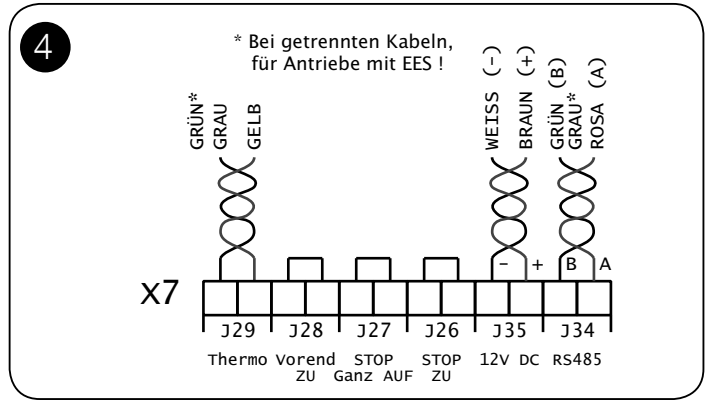 4
* Bei getrennten Kabeln,
für Antriebe mit EES !
GRÜN*
GRAU
GELB
WEISS (-)
BRAUN (+)
GRÜN (B)
GRAU*
ROSA (A)
- + B A
X7
J29 J28 J27 J26 J35 J34
Thermo Vorend STOP STOP 12V DC RS485
ZU Ganz AUF ZU